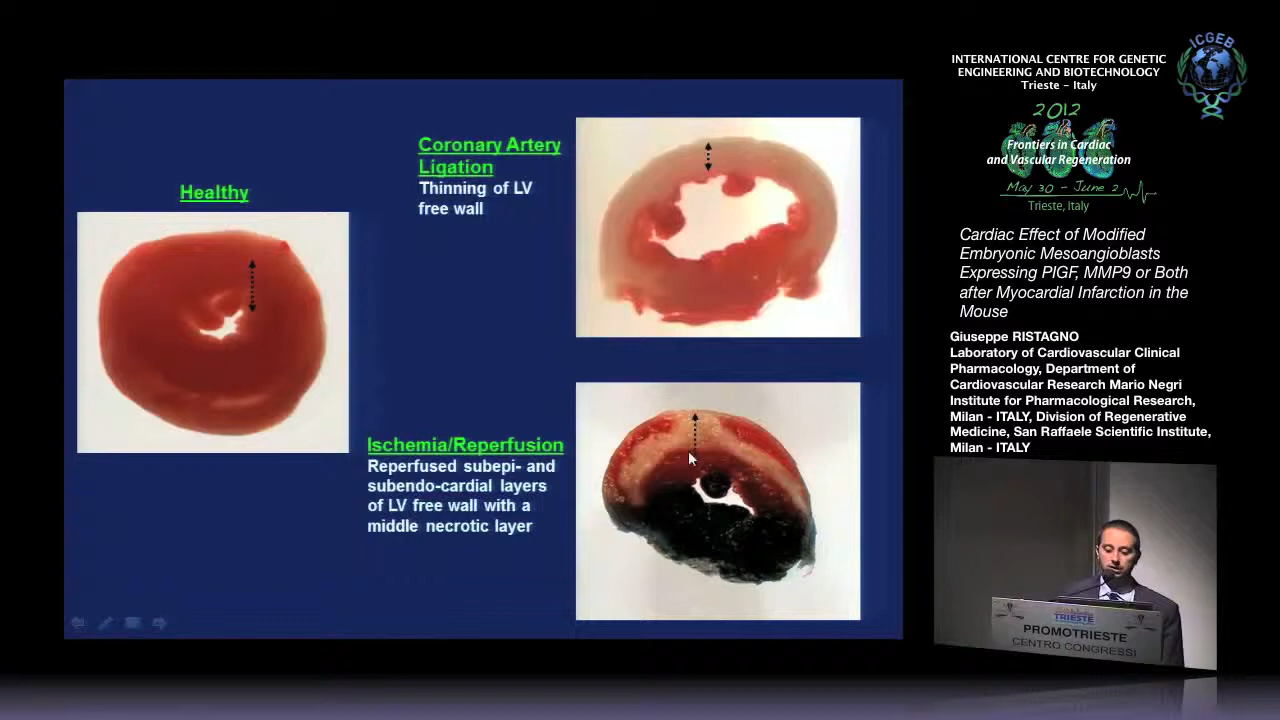 Healthy
Coronary Artery
Ligation
Thinning of LV
free wall
Ischemia/Reperfusion
Reperfused subepi- and
subendo-cardial layers
of LV free wall with a
middle necrotic layer
INTERNATIONAL CENTRE FOR GENETIC
ENGINEERING AND BIOTECHNOLOGY
Trieste - Italy
ICGEB
2012
Frontiers in Cardiac
and Vascular Regeneration
May 30 - June 2
Trieste, Italy
Cardiac Effect of Modified
Embryonic Mesoangioblasts
Expressing PlGF, MMP9 or Both
after Myocardial Infarction in the
Mouse
Giuseppe RISTAGNO
Laboratory of Cardiovascular Clinical
Pharmacology, Department of
Cardiovascular Research Mario Negri
Institute for Pharmacological Research,
Milan - ITALY, Division of Regenerative
Medicine, San Raffaele Scientific Institute,
Milan - ITALY
TRIESTE
PROMOTRIESTE
CENTRO CONGRESSI